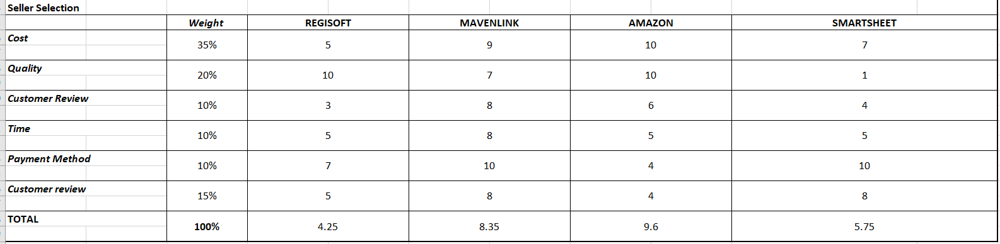 Seller Selection
Weight REGISOFT MAVENLINK AMAZON SMARTSHEET
Cost 35% 5 9 10 7
Quality 20% 10 7 10 1
Customer Review 10% 3 8 6 4
Time 10% 5 8 5 5
Payment Method 10% 7 10 4 10
Customer review 15% 5 8 4 8
TOTAL 100% 4.25 8.35 9.6 5.75